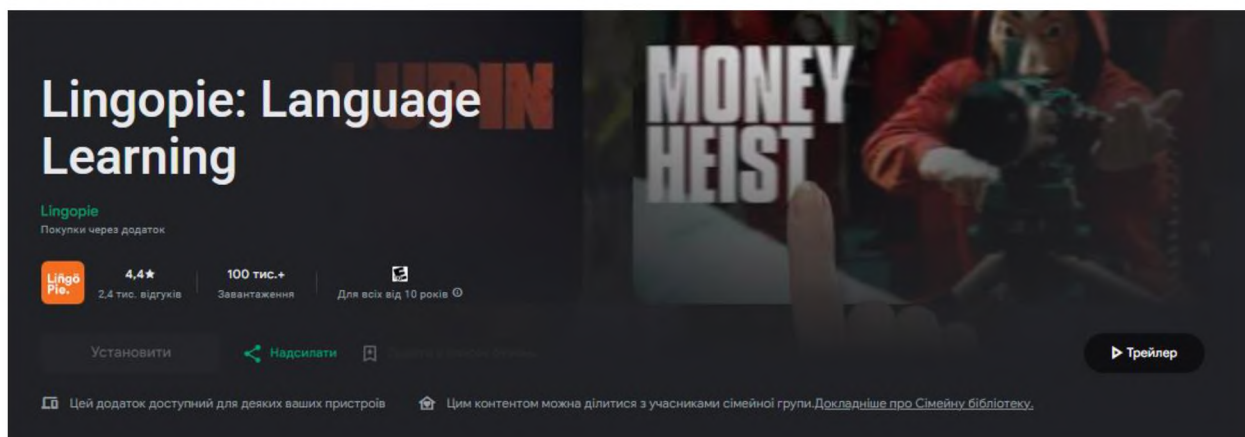 Lingopie: Language
Learning
LUPIN
MONEY
HEIST
Lingopie
Покупки через додаток
Liñgö
Pie.
4,4★
2,4 тис. відгуків
100 тис.+
Завантаження
E
Для всіх від 10 років
Установити
Надсилати
Трейлер
Цей додаток доступний для деяких ваших пристроїв
Цим контентом можна ділитися з учасниками сімейної групи.Докладніше про Сімейну бібліотеку.